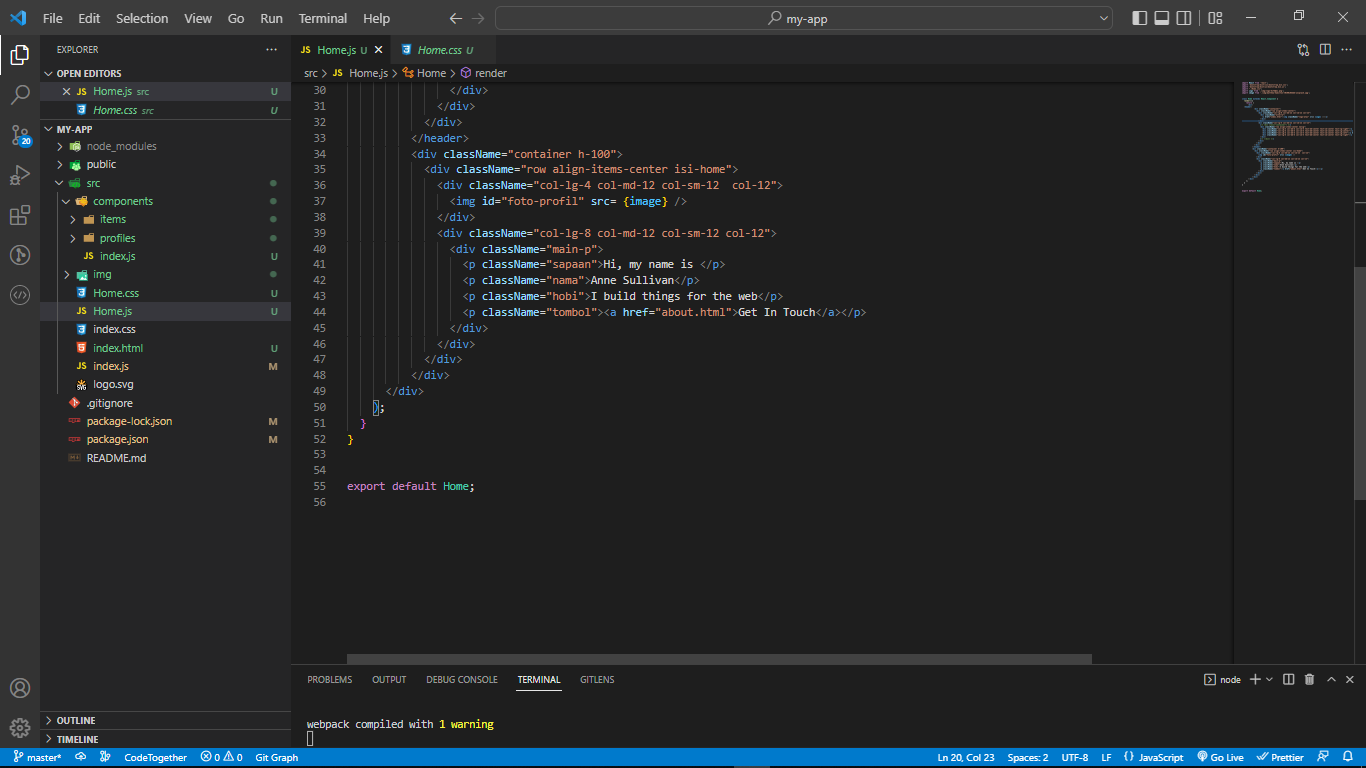 File Edit Selection View Go Run Terminal Help
my-app
EXPLORER
OPEN EDITORS
JS Home.js src U
Home.css src U
MY-APP
node_modules
public
src
components
items
profiles
JS index.js U
img
Home.css U
JS Home.js U
index.css
index.html U
JS index.js M
logo.svg
.gitignore
package-lock.json M
package.json M
README.md
OUTLINE
TIMELINE
20
JS Home.js U
Home.css U
src > JS Home.js > Home > render
30 </div>
31 </div>
32 </div>
33 </header>
34 <div className="container h-100">
35 <div className="row align-items-center isi-home">
36 <div className="col-lg-4 col-md-12 col-sm-12  col-12">
37 <img id="foto-profil" src= {image} />
38 </div>
39 <div className="col-lg-8 col-md-12 col-sm-12 col-12">
40 <div className="main-p">
41 <p className="sapaan">Hi, my name is </p>
42 <p className="nama">Anne Sullivan</p>
43 <p className="hobi">I build things for the web</p>
44 <p className="tombol"><a href="about.html">Get In Touch</a></p>
45 </div>
46 </div>
47 </div>
48 </div>
49 </div>
50 );
51 }
52 }
53
54
55 export default Home;
56
PROBLEMS OUTPUT DEBUG CONSOLE TERMINAL GITLENS
node
webpack compiled with 1 warning
master* CodeTogether 0 0 Git Graph
Ln 20, Col 23 Spaces: 2 UTF-8 LF { } JavaScript Go Live Prettier